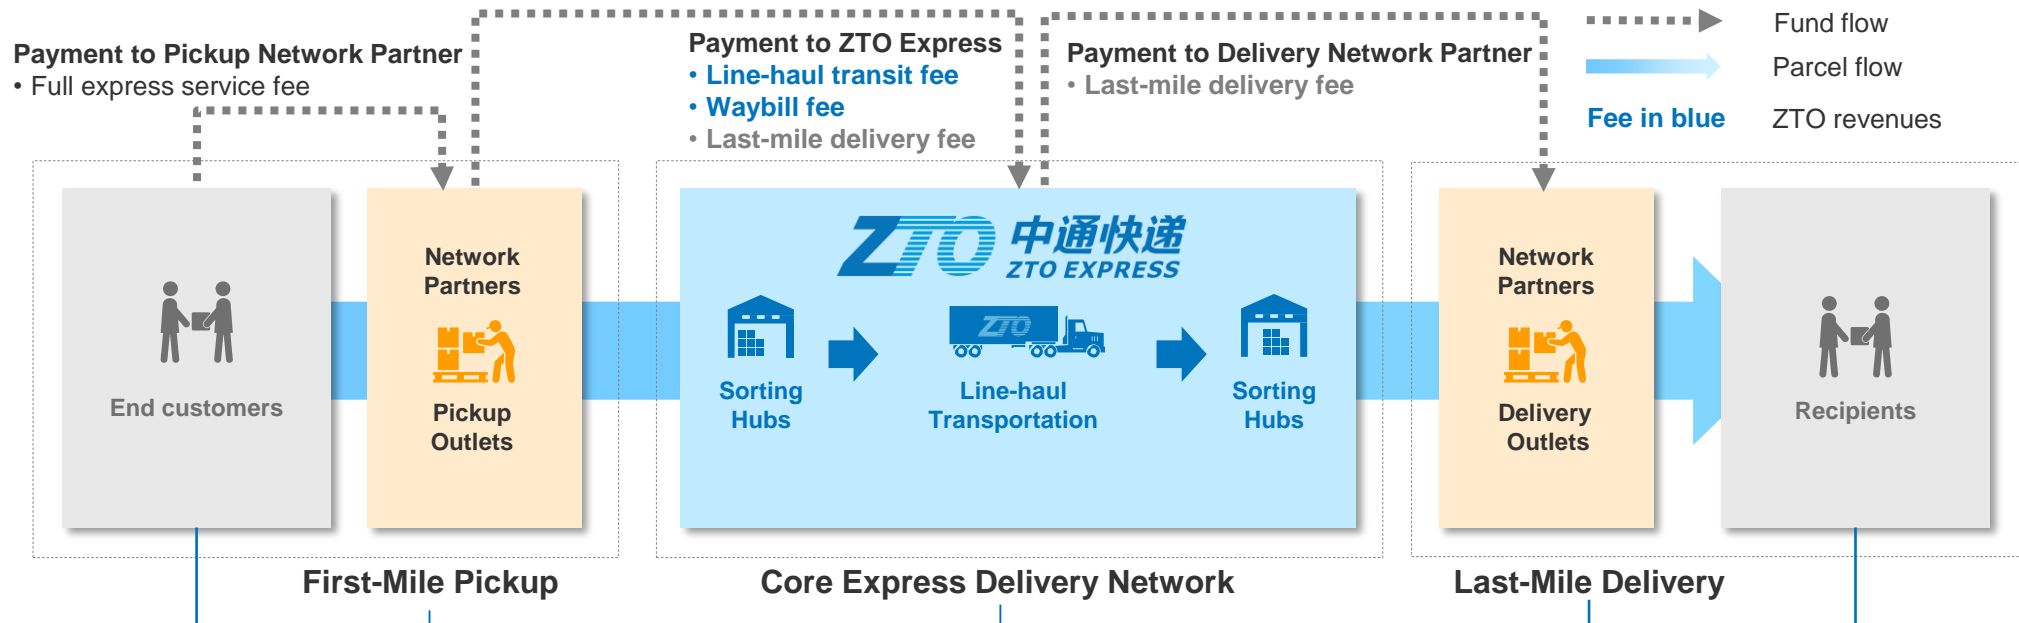 Payment to Pickup Network Partner
• Full express service fee
Payment to ZTO Express
• Line-haul transit fee
• Waybill fee
• Last-mile delivery fee
Payment to Delivery Network Partner
• Last-mile delivery fee
Fund flow
Parcel flow
Fee in blue
ZTO revenues
End customers
Network
Partners
Pickup
Outlets
ZTO 中通快递
ZTO EXPRESS
Sorting
Hubs
ZTO
Line-haul
Transportation
Sorting
Hubs
Network
Partners
Delivery
Outlets
Recipients
First-Mile Pickup
Core Express Delivery Network
Last-Mile Delivery